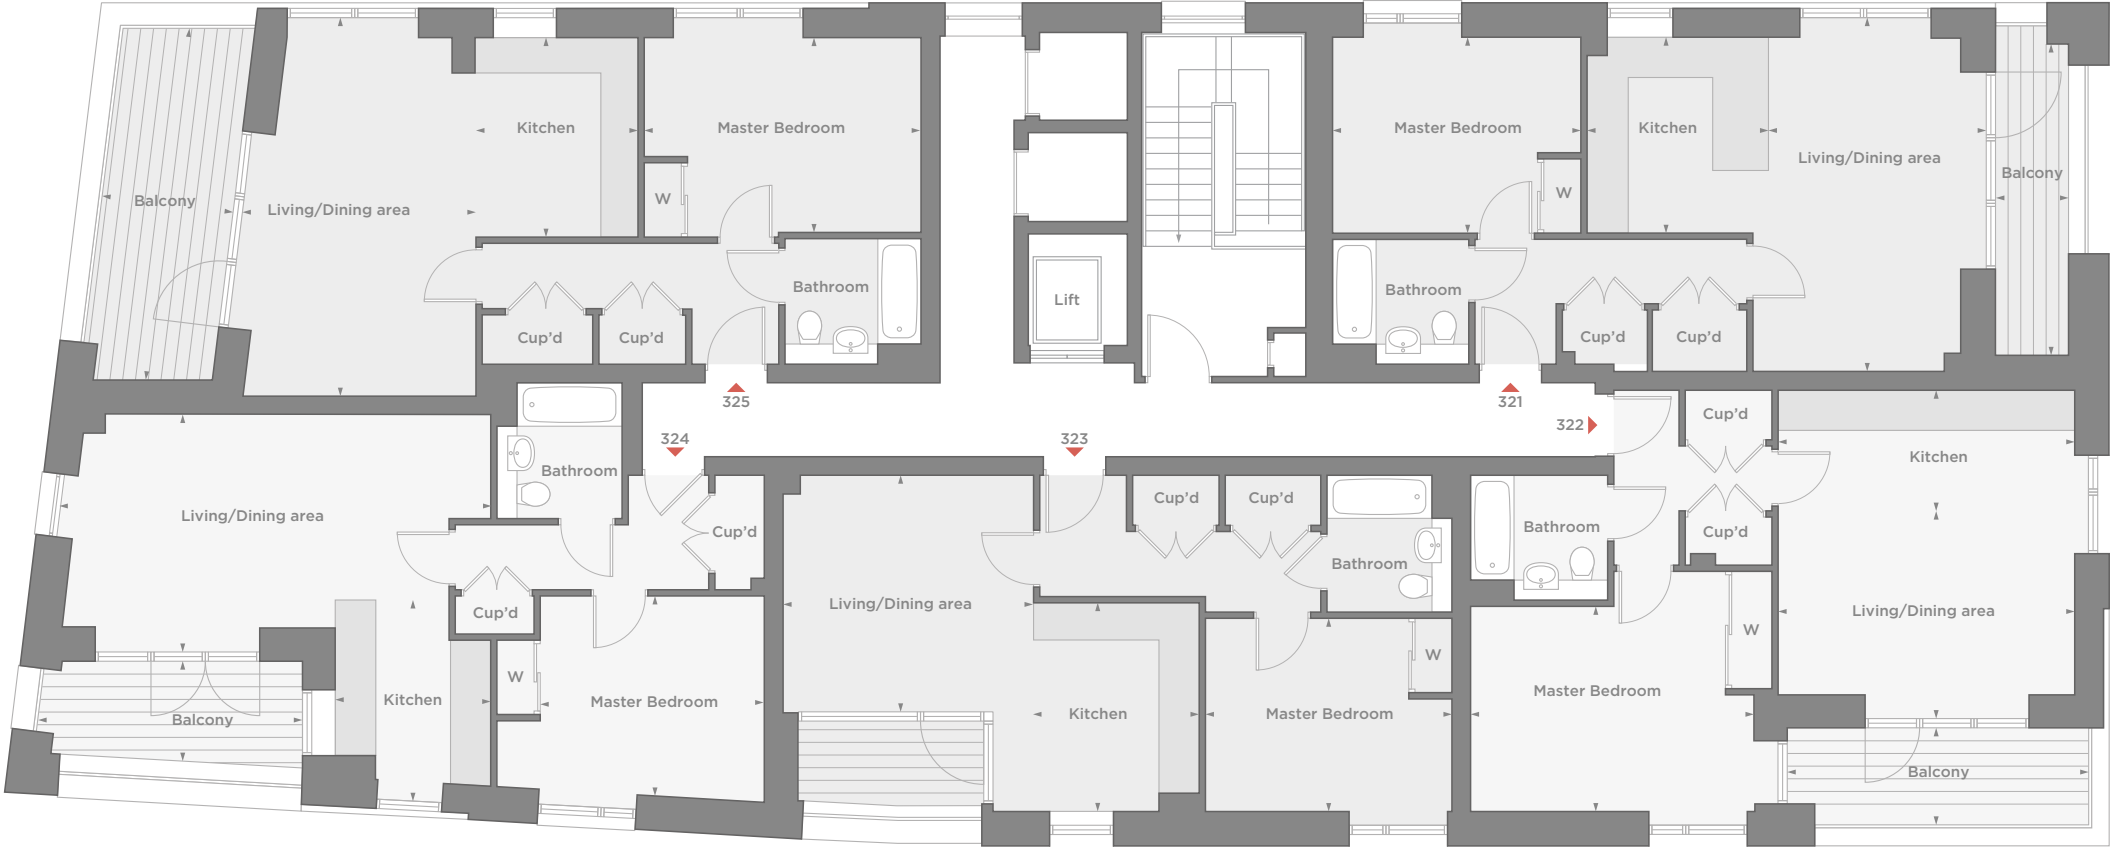 Kitchen
Master Bedroom
Balcony
Living/Dining area
W
Bathroom
Cup'd
Cup'd
Lift
Master Bedroom
Kitchen
Living/Dining area
Balcony
W
Bathroom
Cup'd
Cup'd
325
321
324
323
322
Bathroom
Living/Dining area
Cup'd
Cup'd
W
Kitchen
Master Bedroom
Balcony
Cup'd
Cup'd
Bathroom
Living/Dining area
Kitchen
Master Bedroom
W
Cup'd
Kitchen
Bathroom
Cup'd
Living/Dining area
W
Master Bedroom
Balcony